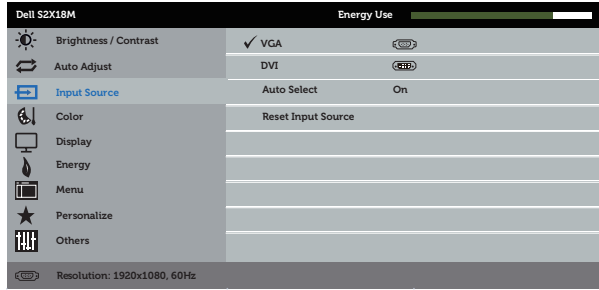 Dell S2X18M Energy Use
Brightness / Contrast VGA
Auto Adjust DVI
Input Source Auto Select On
Color Reset Input Source
Display
Energy
Menu
Personalize
Others
Resolution: 1920x1080, 60Hz